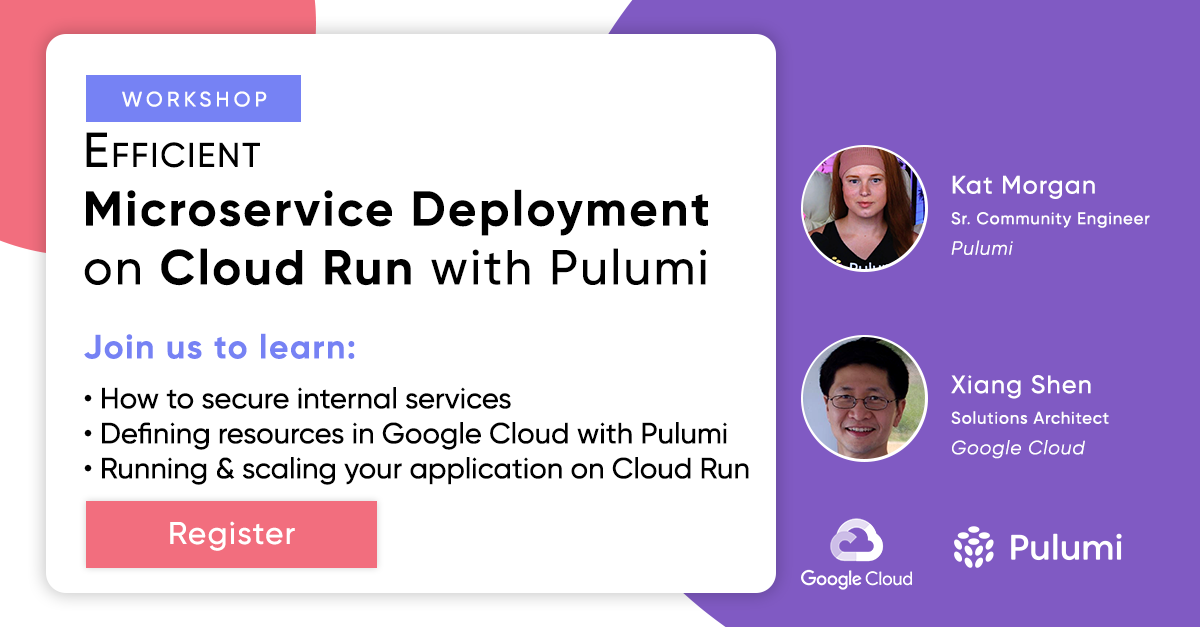 WORKSHOP
EFFICIENT
Microservice Deployment
on Cloud Run with Pulumi
Join us to learn:
• How to secure internal services
• Defining resources in Google Cloud with Pulumi
• Running & scaling your application on Cloud Run
Register
Kat Morgan
Sr. Community Engineer
Pulumi
Xiang Shen
Solutions Architect
Google Cloud
Google Cloud
Pulumi